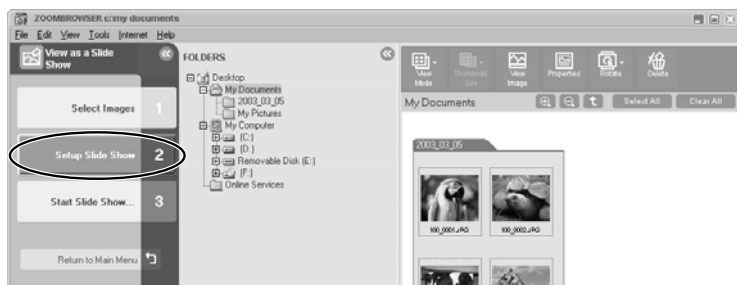 ZOOMBROWSER c:\my documents
File Edit View Tools Internet Help
View as a Slide
Show
Select Images 1
Setup Slide Show 2
Start Slide Show... 3
Return to Main Menu
FOLDERS
Desktop
My Documents
2003_03_05
My Pictures
My Computer
(C:)
(D:)
Removable Disk (E:)
(F:)
Online Services
View
Mode
Thumbnail
Size
View
Image
Properties
Rotate
Delete
My Documents
Select All
Clear All
2003_03_05
100_0001.JPG
100_0002.JPG